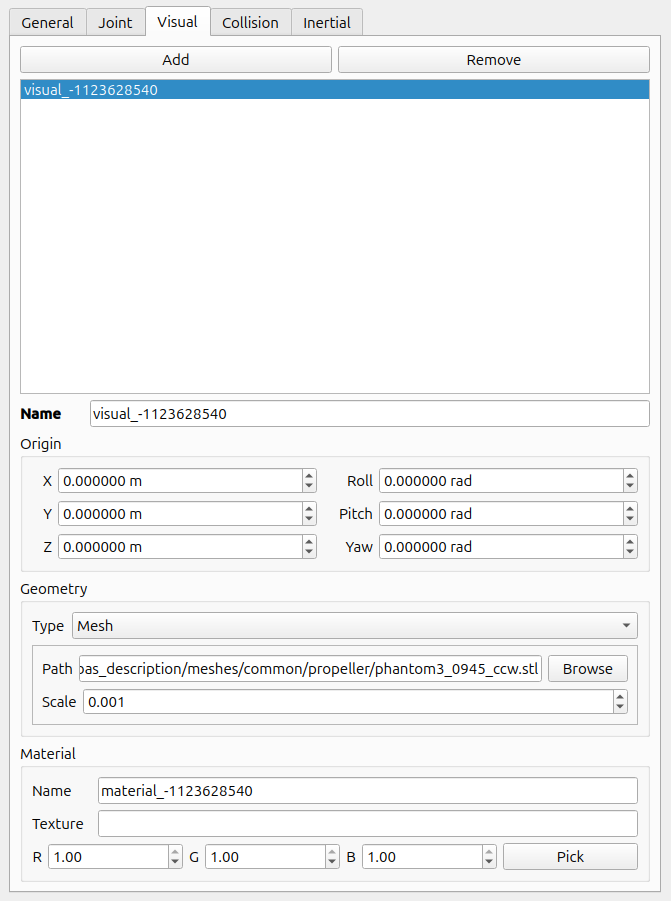 General Joint Visual Collision Inertial
Add Remove
visual_-1123628540
Name visual_-1123628540
Origin
X 0.000000 m Roll 0.000000 rad
Y 0.000000 m Pitch 0.000000 rad
Z 0.000000 m Yaw 0.000000 rad
Geometry
Type Mesh
Path pas_description/meshes/common/propeller/phantom3_0945_ccw.stl Browse
Scale 0.001
Material
Name material_-1123628540
Texture
R 1.00 G 1.00 B 1.00 Pick